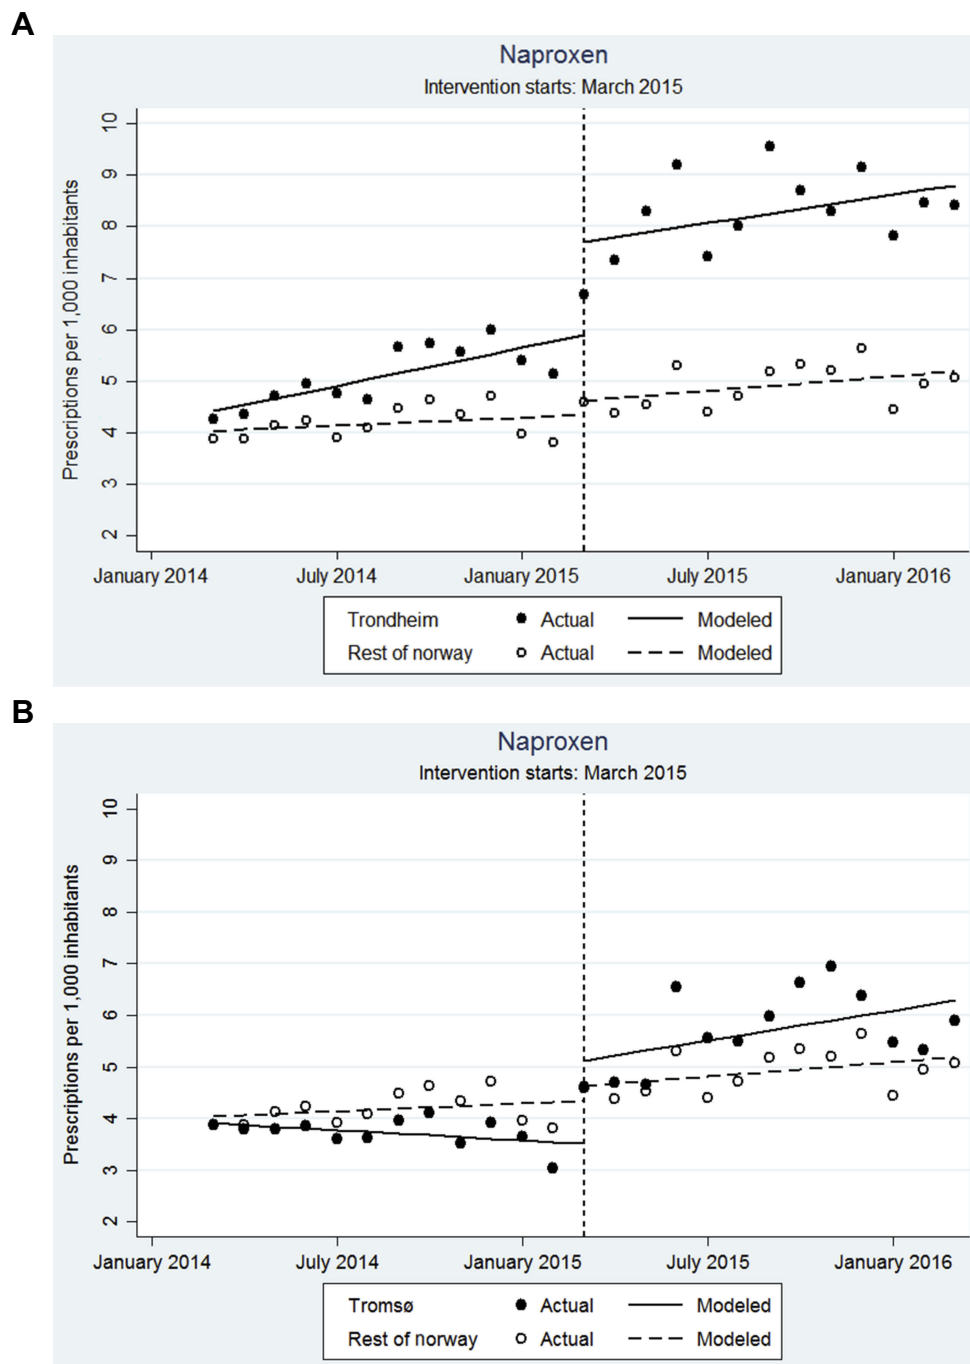 A
Naproxen
Intervention starts: March 2015
Prescriptions per 1,000 inhabitants
10
9
8
7
6
5
4
3
2
January 2014 July 2014 January 2015 July 2015 January 2016
Trondheim Actual Modeled
Rest of norway Actual Modeled
B
Naproxen
Intervention starts: March 2015
Prescriptions per 1,000 inhabitants
10
9
8
7
6
5
4
3
2
January 2014 July 2014 January 2015 July 2015 January 2016
Tromsø Actual Modeled
Rest of norway Actual Modeled